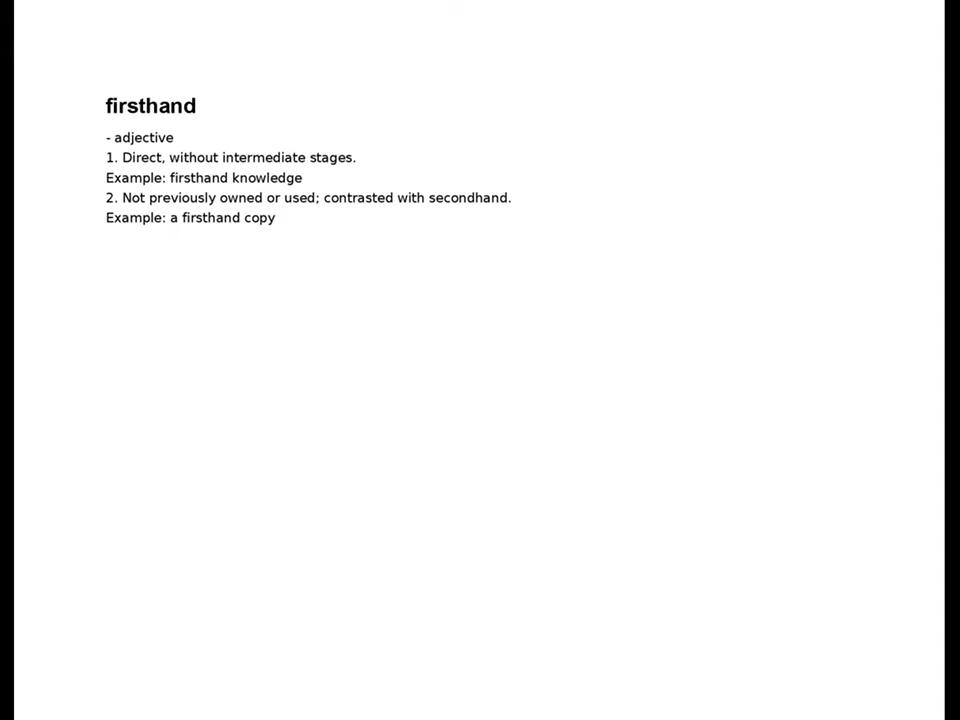 firsthand
- adjective
1. Direct, without intermediate stages.
Example: firsthand knowledge
2. Not previously owned or used; contrasted with secondhand.
Example: a firsthand copy